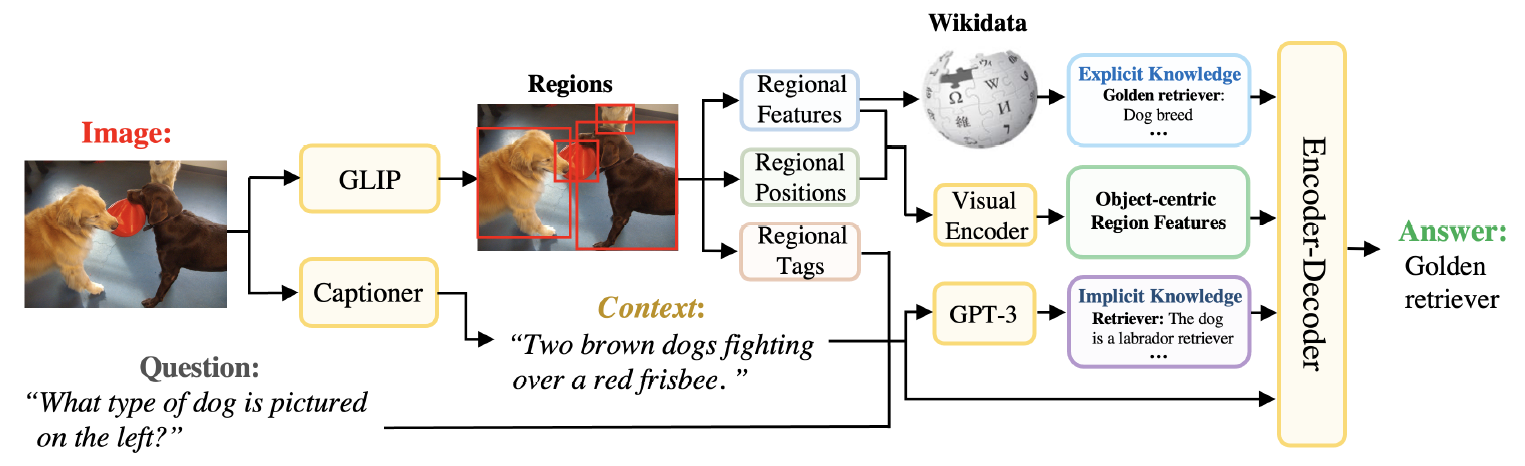 Wikidata
Image:
Regions
GLIP
Captioner
Regional
Features
Regional
Positions
Regional
Tags
Explicit Knowledge
Golden retriever:
Dog breed
...
Visual
Encoder
Object-centric
Region Features
Context:
“Two brown dogs fighting
over a red frisbee. ”
GPT-3
Implicit Knowledge
Retriever: The dog
is a labrador retriever
...
Question:
“What type of dog is pictured
on the left?”
Encoder-Decoder
Answer:
Golden
retriever
Ω
W
И
維